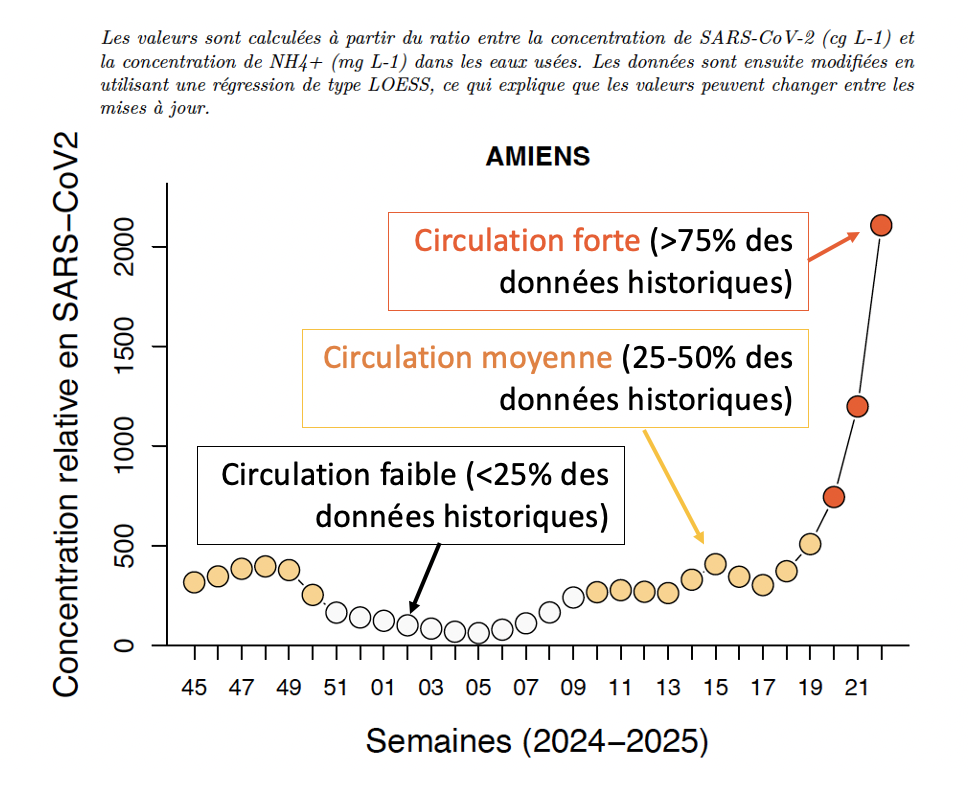 Les valeurs sont calculées à partir du ratio entre la concentration de SARS-CoV-2 (cg L-1) et
la concentration de NH4+ (mg L-1) dans les eaux usées. Les données sont ensuite modifiées en
utilisant une régression de type LOESS, ce qui explique que les valeurs peuvent changer entre les
mises à jour.
AMIENS
Concentration relative en SARS−CoV2
2000
1500
1000
500
0
Circulation forte (>75% des
données historiques)
Circulation moyenne (25-50% des
données historiques)
Circulation faible (<25% des
données historiques)
45 47 49 51 01 03 05 07 09 11 13 15 17 19 21
Semaines (2024−2025)